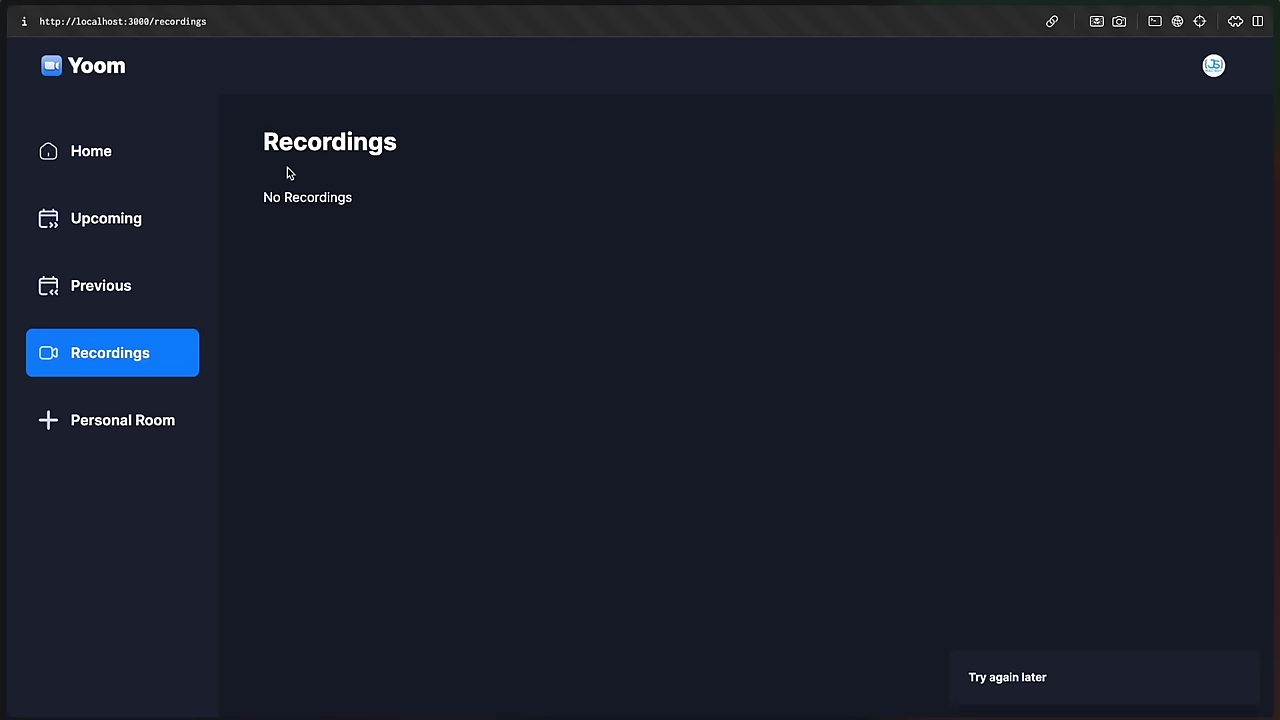 http://localhost:3000/recordings
Yoom
Home
Upcoming
Previous
Recordings
Personal Room
Recordings
No Recordings
Try again later